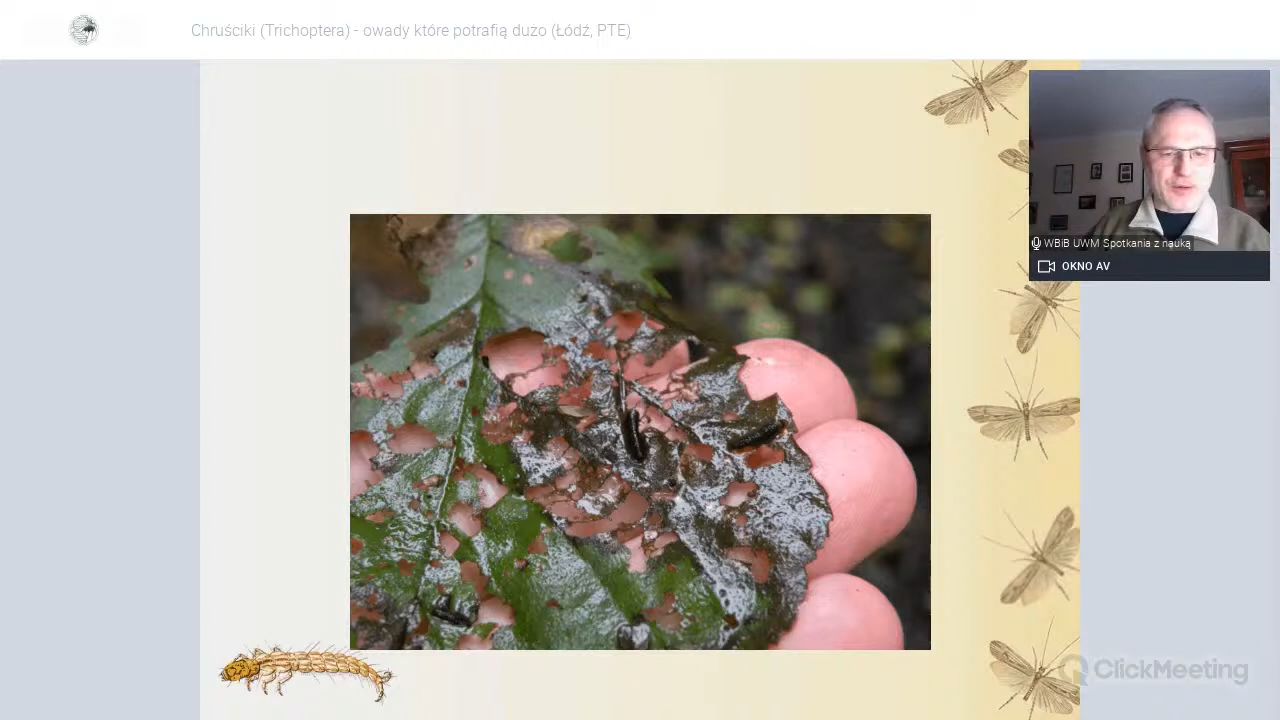 Chruściki (Trichoptera) - owady które potrafią duzo (Łódź, PTE)
WBiB UWM Spotkania z nauką
OKNO AV
ClickMeeting